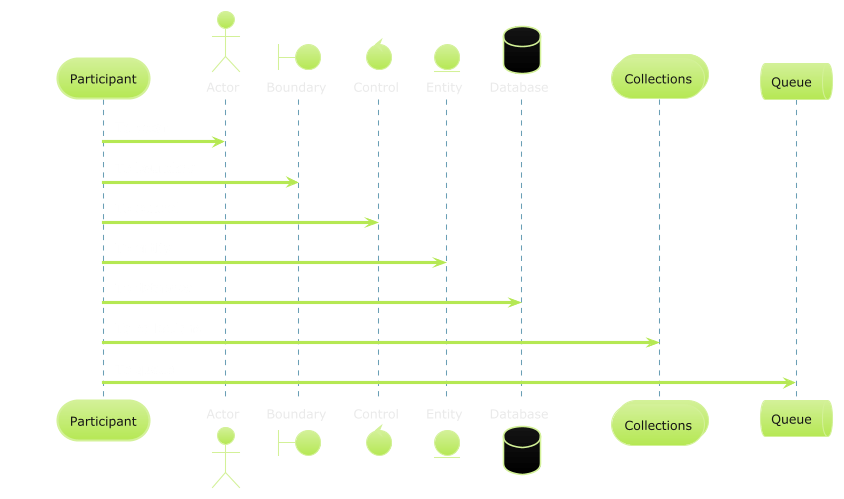 Participant
Actor
Boundary
Control
Entity
Database
Collections
Queue
Participant
Actor
Boundary
Control
Entity
Database
Collections
Queue